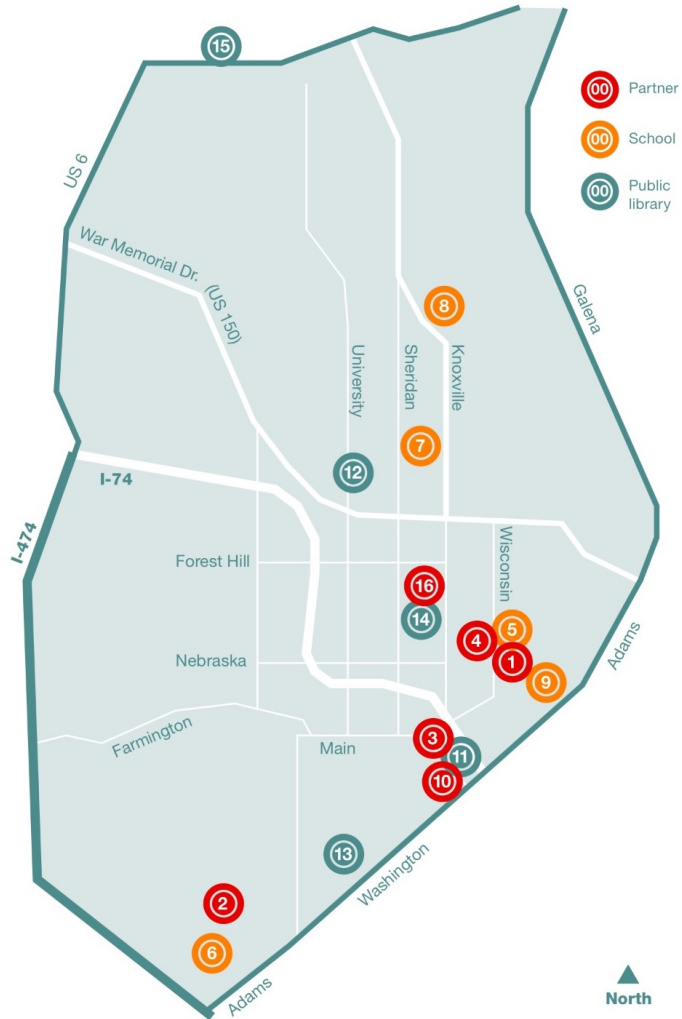 15
00 Partner
00 School
00 Public
library
US 6
War Memorial Dr.
(US 150)
Galena
8
University
Sheridan
Knoxville
7
12
I-74
I-474
Wisconsin
Forest Hill
16
14
5
4
1
Adams
Nebraska
9
Farmington
Main
3
11
10
13
Washington
2
6
Adams
North